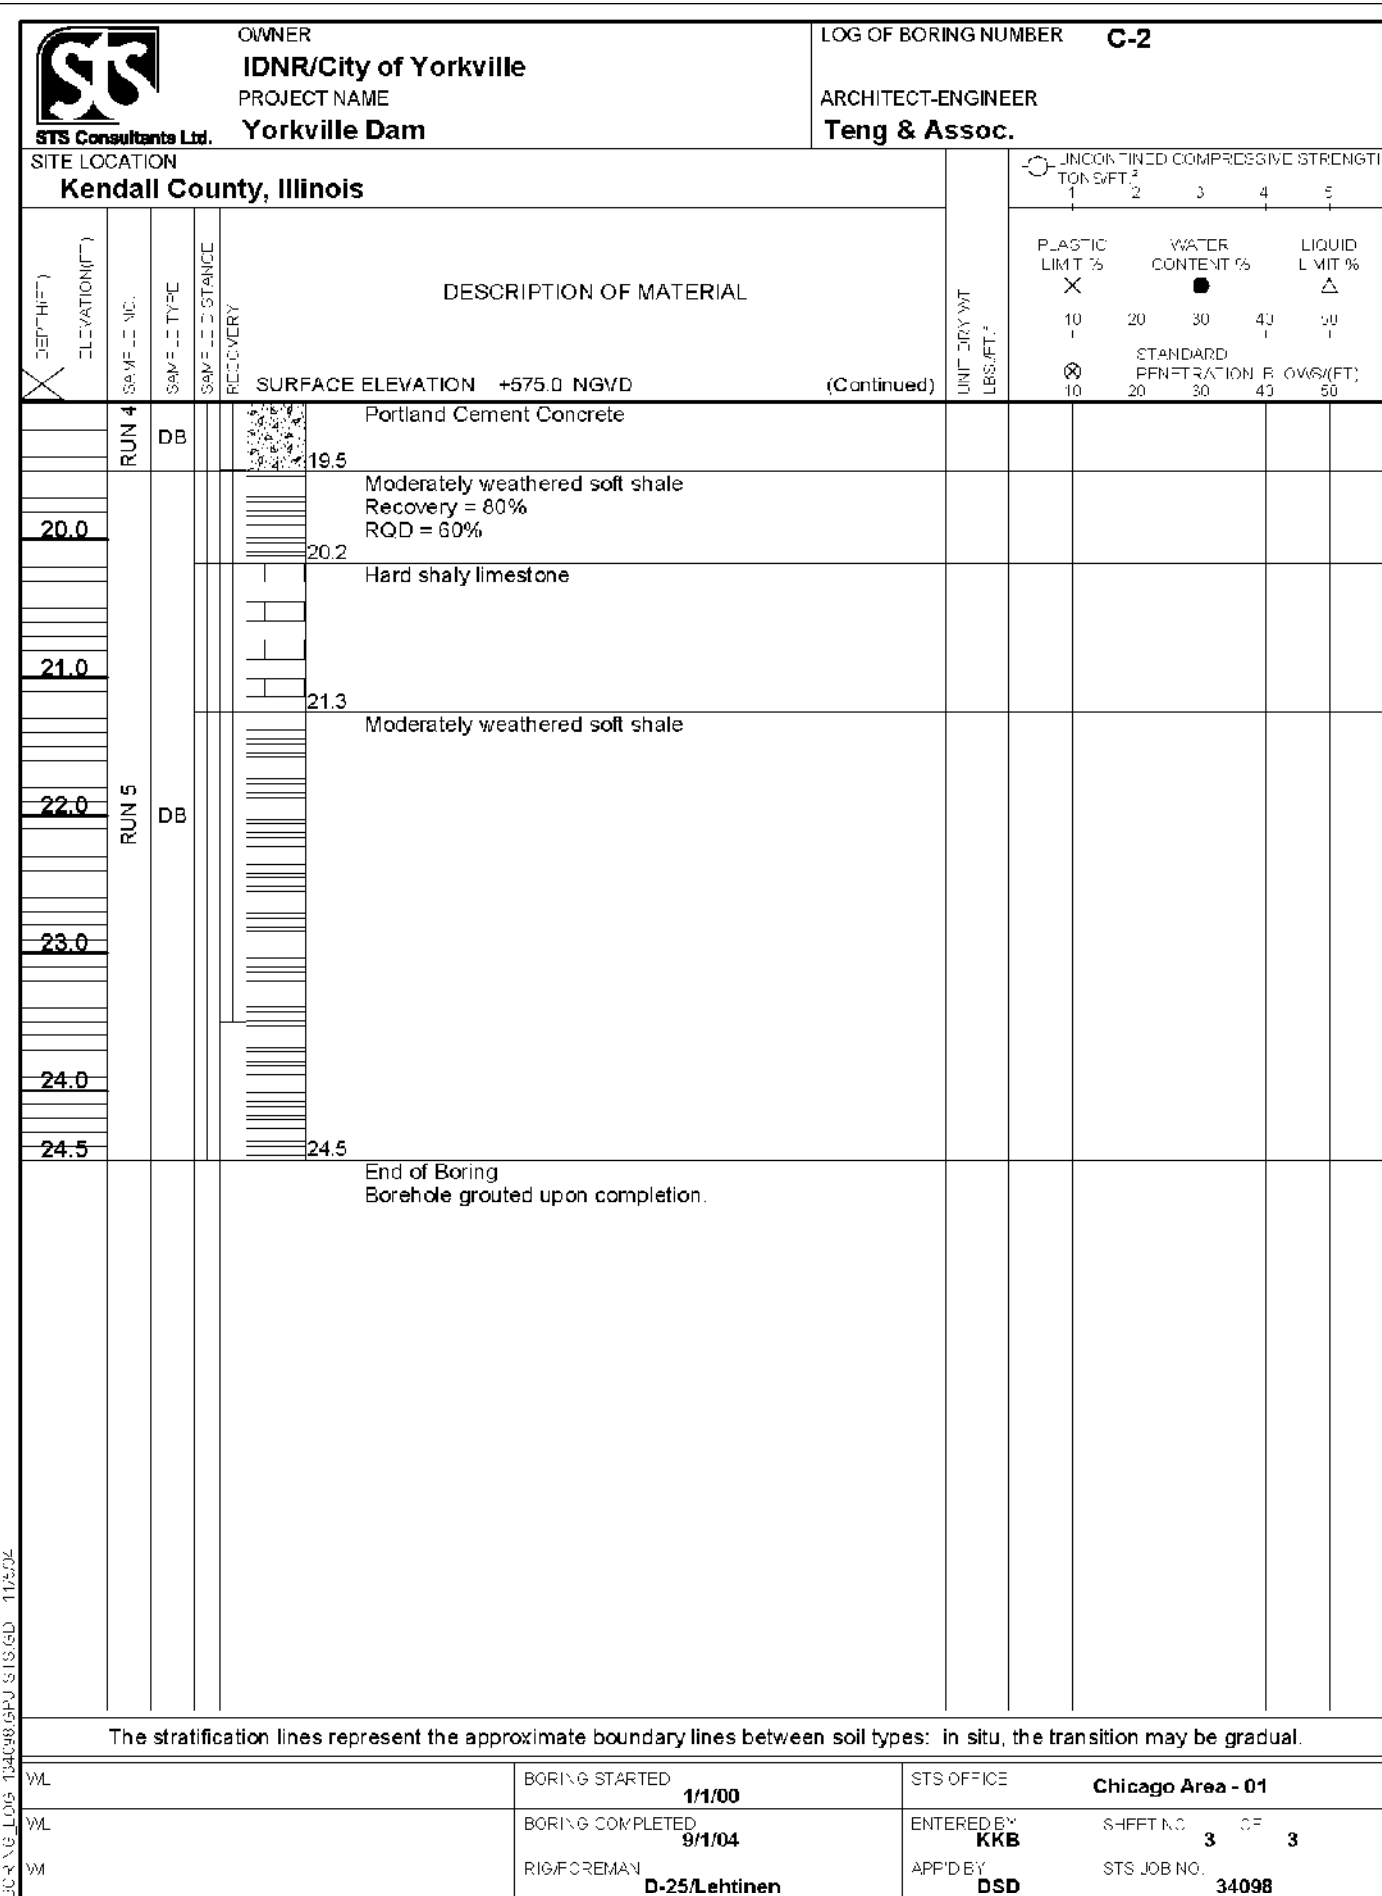 STS
STS Consultants Ltd.
OWNER
IDNR/City of Yorkville
PROJECT NAME
Yorkville Dam
LOG OF BORING NUMBER C-2
ARCHITECT-ENGINEER
Teng & Assoc.
SITE LOCATION
Kendall County, Illinois
UNCONFINED COMPRESSIVE STRENGTH
TONS/FT.²
1 2 3 4 5
DEPTH(FT)
ELEVATION(FT)
SAMPLE NO.
SAMPLE TYPE
SAMPLE DISTANCE
RECOVERY
DESCRIPTION OF MATERIAL
SURFACE ELEVATION +575.0 NGVD (Continued)
UNIT DRY WT.
LBS./FT.³
PLASTIC WATER LIQUID
LIMIT % CONTENT % LIMIT %
10 20 30 40 50
STANDARD
PENETRATION BLOWS/(FT)
10 20 30 40 50
RUN 4
DB
Portland Cement Concrete
19.5
Moderately weathered soft shale
Recovery = 80%
RQD = 60%
20.0
20.2
Hard shaly limestone
21.0
21.3
Moderately weathered soft shale
22.0
RUN 5
DB
23.0
24.0
24.5
24.5
End of Boring
Borehole grouted upon completion.
The stratification lines represent the approximate boundary lines between soil types: in situ, the transition may be gradual.
WL
BORING STARTED
1/1/00
STS OFFICE
Chicago Area - 01
WL
BORING COMPLETED
9/1/04
ENTERED BY
KKB
SHEET NO. OF
3 3
WL
RIG/FOREMAN
D-25/Lehtinen
APP'D BY
DSD
STS JOB NO.
34098
BORING_LOG 134098.GPJ STS.GD 11/5/04